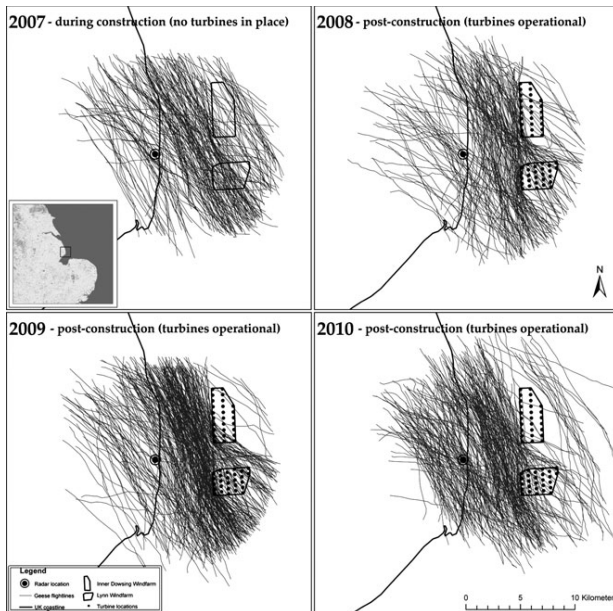 2007 - during construction (no turbines in place)
2008 - post-construction (turbines operational)
N
2009 - post-construction (turbines operational)
2010 - post-construction (turbines operational)
Legend
Radar location
Geese flightlines
UK coastline
Inner Dowsing Windfarm
Lynn Windfarm
Turbine locations
0 5 10 Kilometer